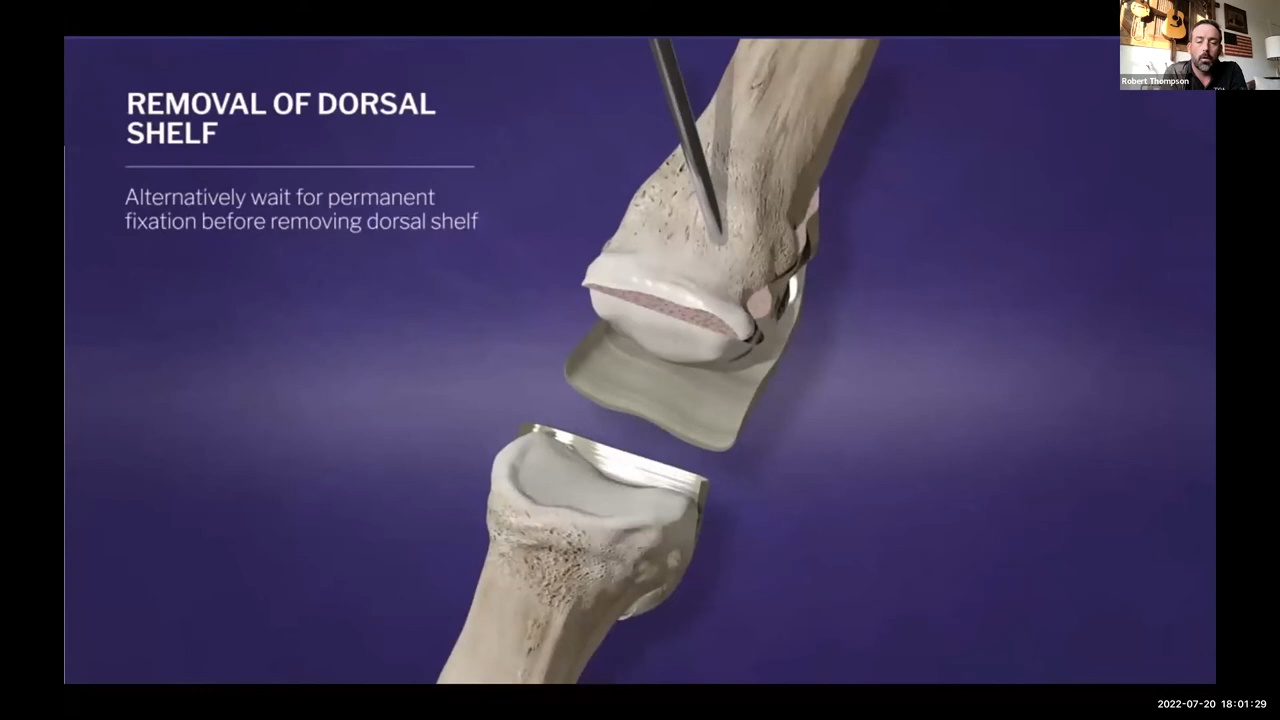 REMOVAL OF DORSAL
SHELF
Alternatively wait for permanent
fixation before removing dorsal shelf
Robert Thompson
2022-07-20 18:01:29